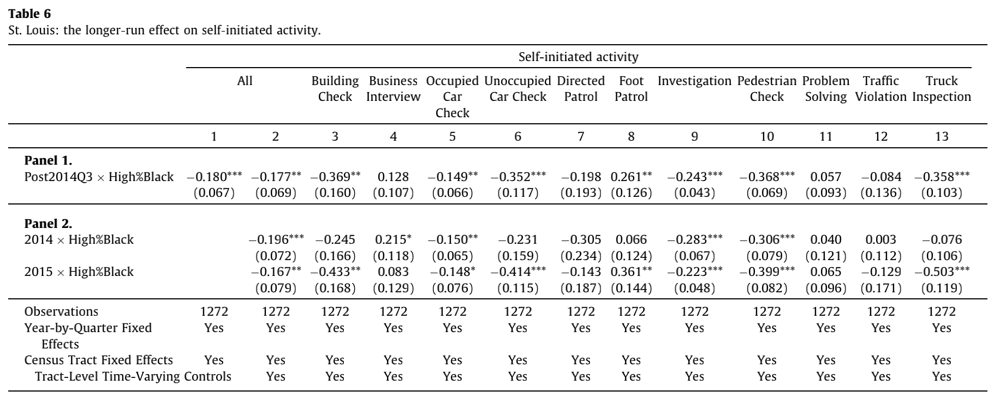 Table 6
St. Louis: the longer-run effect on self-initiated activity.
Self-initiated activity
All Building Business Occupied Unoccupied Directed Foot Investigation Pedestrian Problem Traffic Truck
Check Interview Car Car Check Patrol Patrol Check Solving Violation Inspection
Check
1 2 3 4 5 6 7 8 9 10 11 12 13
Panel 1.
Post2014Q3 × High%Black −0.180*** −0.177** −0.369** 0.128 −0.149** −0.352*** −0.198 0.261** −0.243*** −0.368*** 0.057 −0.084 −0.358***
(0.067) (0.069) (0.160) (0.107) (0.066) (0.117) (0.193) (0.126) (0.043) (0.069) (0.093) (0.136) (0.103)
Panel 2.
2014 × High%Black −0.196*** −0.245 0.215* −0.150** −0.231 −0.305 0.066 −0.283*** −0.306*** 0.040 0.003 −0.076
(0.072) (0.166) (0.118) (0.065) (0.159) (0.234) (0.124) (0.067) (0.079) (0.121) (0.112) (0.106)
2015 × High%Black −0.167** −0.433** 0.083 −0.148* −0.414*** −0.143 0.361** −0.223*** −0.399*** 0.065 −0.129 −0.503***
(0.079) (0.168) (0.129) (0.076) (0.115) (0.187) (0.144) (0.048) (0.082) (0.096) (0.171) (0.119)
Observations 1272 1272 1272 1272 1272 1272 1272 1272 1272 1272 1272 1272 1272
Year-by-Quarter Fixed Yes Yes Yes Yes Yes Yes Yes Yes Yes Yes Yes Yes Yes
Effects
Census Tract Fixed Effects Yes Yes Yes Yes Yes Yes Yes Yes Yes Yes Yes Yes Yes
Tract-Level Time-Varying Controls Yes Yes Yes Yes Yes Yes Yes Yes Yes Yes Yes Yes